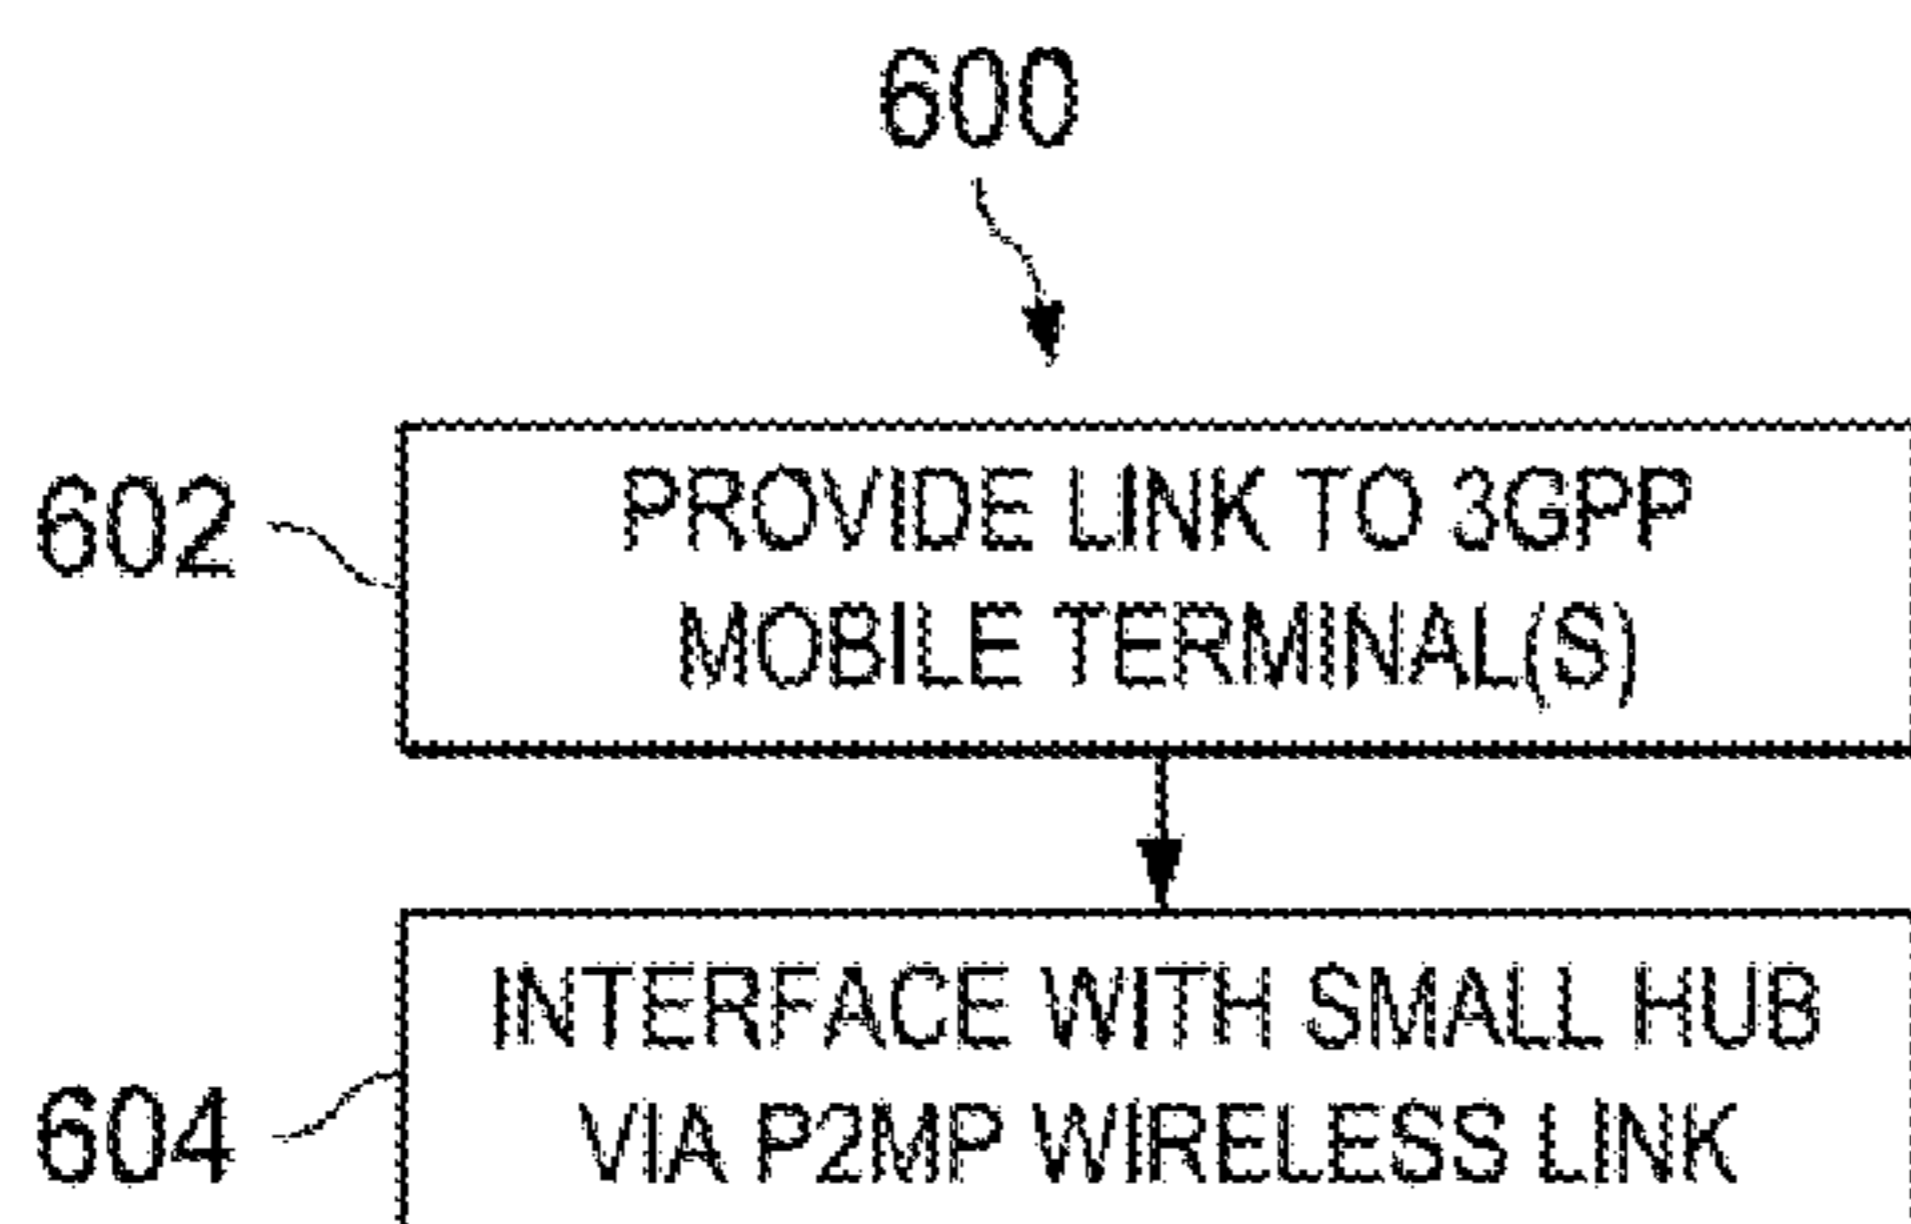 600
602
PROVIDE LINK TO 3GPP
MOBILE TERMINAL(S)
604
INTERFACE WITH SMALL HUB
VIA P2MP WIRELESS LINK